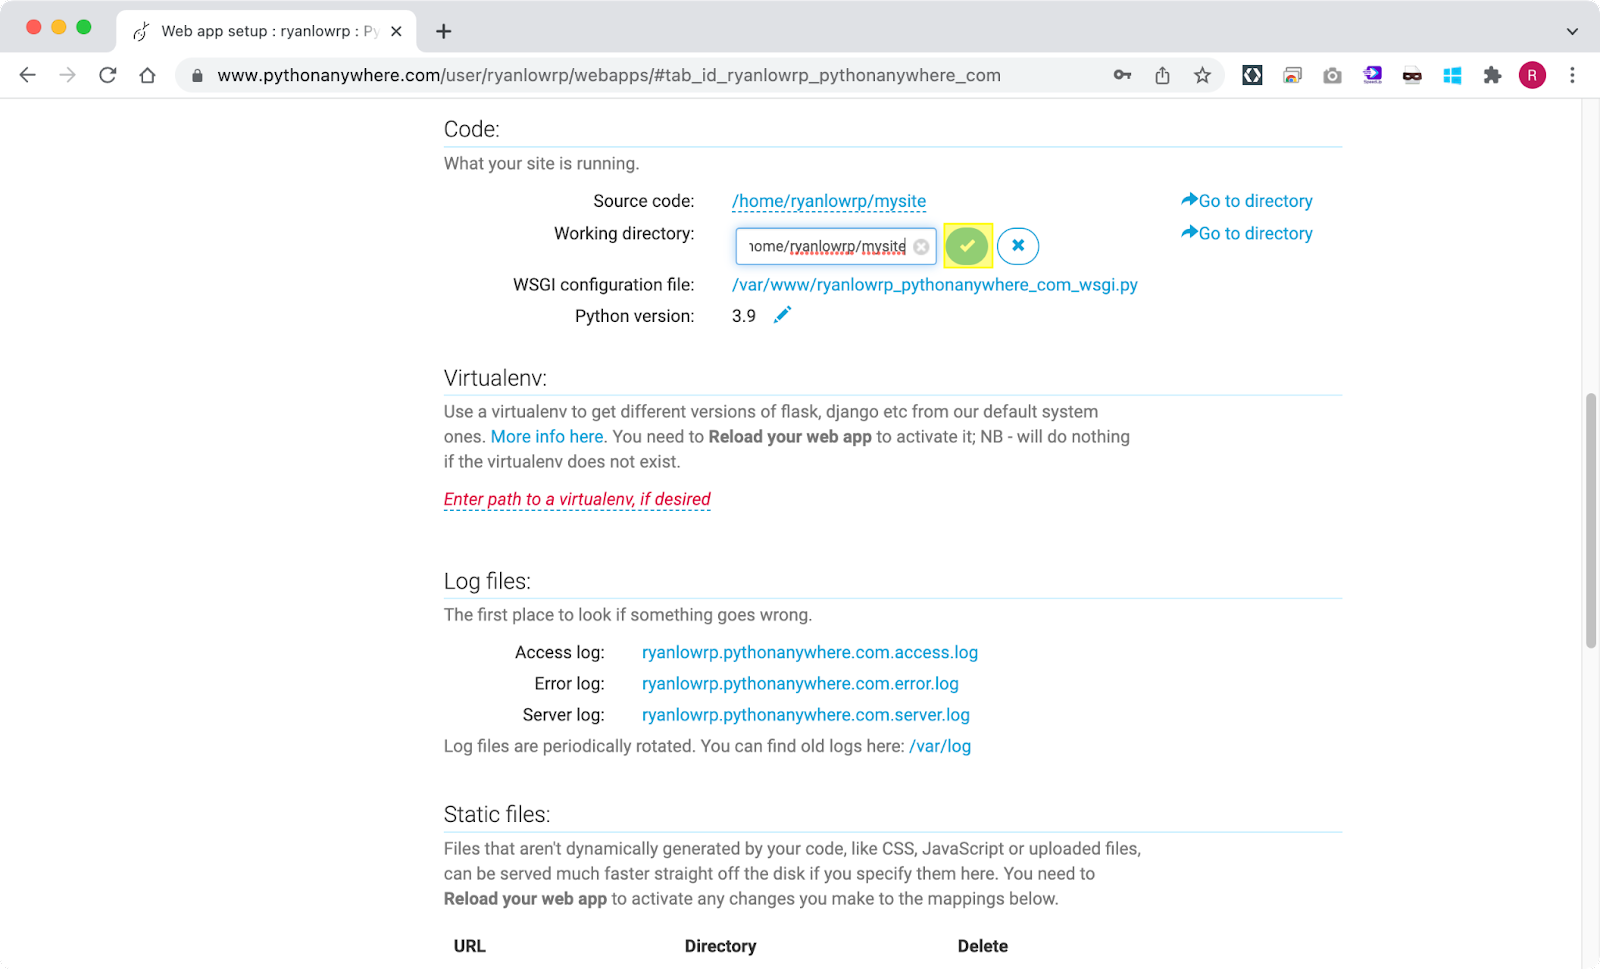 Web app setup : ryanlowrp : Py
www.pythonanywhere.com/user/ryanlowrp/webapps/#tab_id_ryanlowrp_pythonanywhere_com
R
Code:
What your site is running.
Source code: /home/ryanlowrp/mysite Go to directory
Working directory: home/ryanlowrp/mysite Go to directory
WSGI configuration file: /var/www/ryanlowrp_pythonanywhere_com_wsgi.py
Python version: 3.9
Virtualenv:
Use a virtualenv to get different versions of flask, django etc from our default system
ones. More info here. You need to Reload your web app to activate it; NB - will do nothing
if the virtualenv does not exist.
Enter path to a virtualenv, if desired
Log files:
The first place to look if something goes wrong.
Access log: ryanlowrp.pythonanywhere.com.access.log
Error log: ryanlowrp.pythonanywhere.com.error.log
Server log: ryanlowrp.pythonanywhere.com.server.log
Log files are periodically rotated. You can find old logs here: /var/log
Static files:
Files that aren't dynamically generated by your code, like CSS, JavaScript or uploaded files,
can be served much faster straight off the disk if you specify them here. You need to
Reload your web app to activate any changes you make to the mappings below.
URL Directory Delete